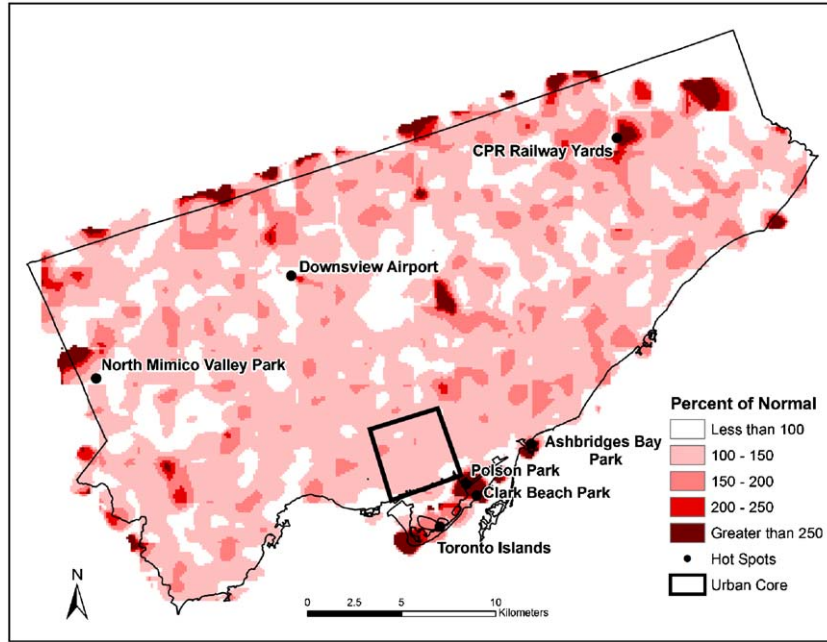 CPR Railway Yards
Downsview Airport
North Mimico Valley Park
Percent of Normal
Less than 100
100 - 150
150 - 200
200 - 250
Greater than 250
Hot Spots
Urban Core
Ashbridges Bay
Park
Polson Park
Clark Beach Park
Toronto Islands
N
0 2.5 5 10
Kilometers